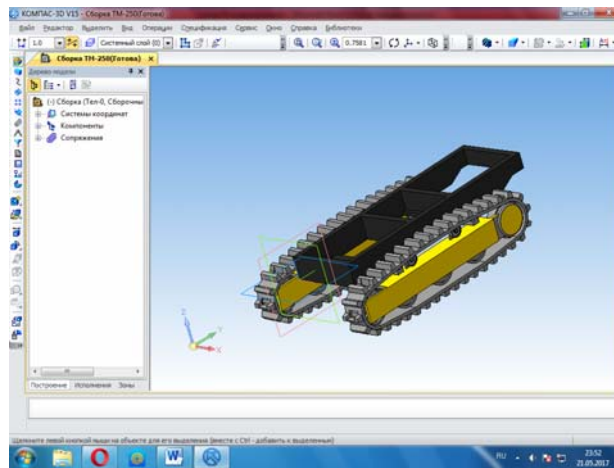 КОМПАС-3D V15 - Сборка ТМ-250(Готова)
Файл Редактор Выделить Вид Операции Спецификация Сервис Окно Справка Библиотеки
1.0 Системный слой (0) 0.7581
Сборка ТМ-250(Готова)
Дерево модели
(-) Сборка (Тел-0, Сборочны
Системы координат
Компоненты
Сопряжения
Z
Y
X
Построение Исполнения Зоны
Щелкните левой кнопкой мыши на объекте для его выделения (вместе с Ctrl - добавить к выделенным)
RU 23:52
21.05.2017